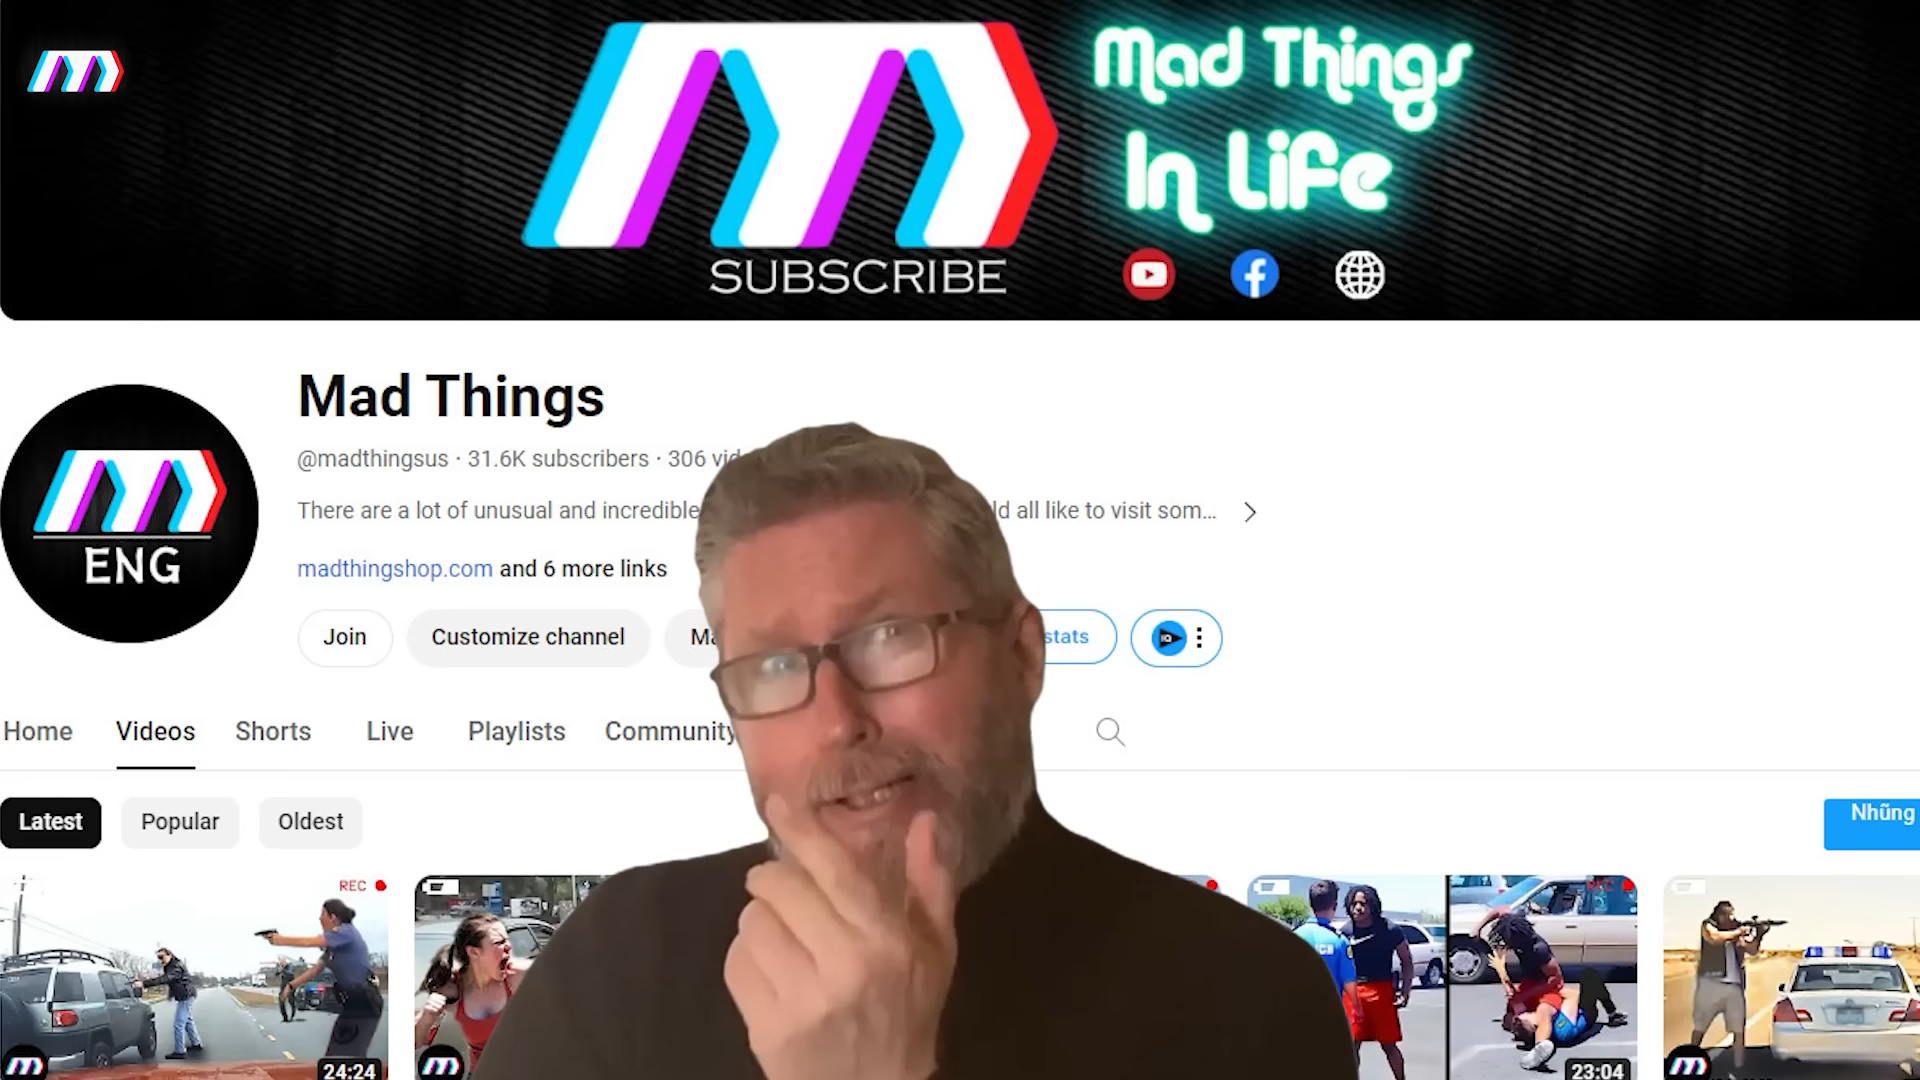 Mad Things
In Life
SUBSCRIBE
Mad Things
@madthingsus · 31.6K subscribers · 306
There are a lot of unusual and incredible all like to visit som...
madthingshop.com and 6 more links
ENG
Join Customize channel stats
Home Videos Shorts Live Playlists Community
Latest Popular Oldest
Những
REC
24:24
23:04